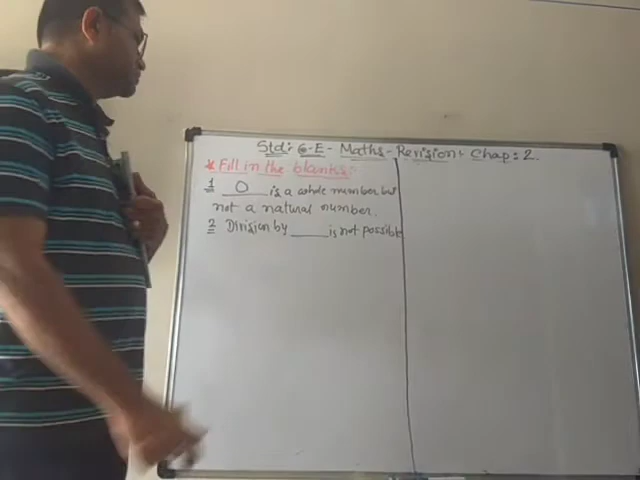 Std: 6-E- Maths- Revision: Chap: 2.
* Fill in the blanks:-
1 __0__ is a whole number but
not a natural number.
2 Division by ____ is not possible